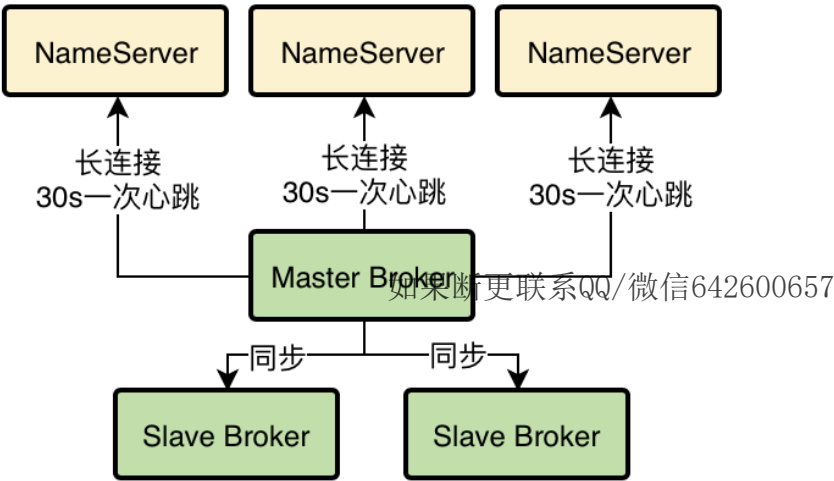 NameServer
NameServer
NameServer
长连接
30s一次心跳
长连接
30s一次心跳
长连接
30s一次心跳
Master Broker
如果断更联系QQ/微信642600657
同步
同步
Slave Broker
Slave Broker